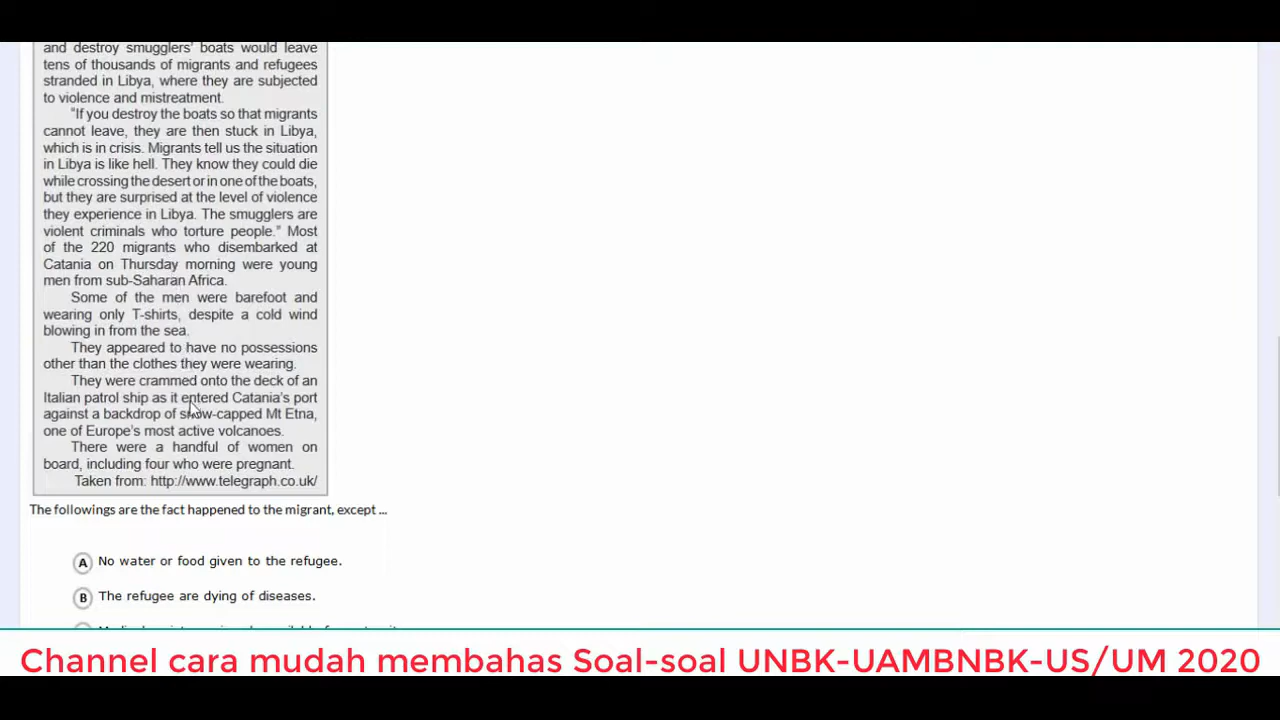 and destroy smugglers' boats would leave
tens of thousands of migrants and refugees
stranded in Libya, where they are subjected
to violence and mistreatment.
"If you destroy the boats so that migrants
cannot leave, they are then stuck in Libya,
which is in crisis. Migrants tell us the situation
in Libya is like hell. They know they could die
while crossing the desert or in one of the boats,
but they are surprised at the level of violence
they experience in Libya. The smugglers are
violent criminals who torture people." Most
of the 220 migrants who disembarked at
Catania on Thursday morning were young
men from sub-Saharan Africa.
Some of the men were barefoot and
wearing only T-shirts, despite a cold wind
blowing in from the sea.
They appeared to have no possessions
other than the clothes they were wearing.
They were crammed onto the deck of an
Italian patrol ship as it entered Catania's port
against a backdrop of snow-capped Mt Etna,
one of Europe's most active volcanoes.
There were a handful of women on
board, including four who were pregnant.
Taken from: http://www.telegraph.co.uk/
The followings are the fact happened to the migrant, except ...
A No water or food given to the refugee.
B The refugee are dying of diseases.
Channel cara mudah membahas Soal-soal UNBK-UAMBNBK-US/UM 2020